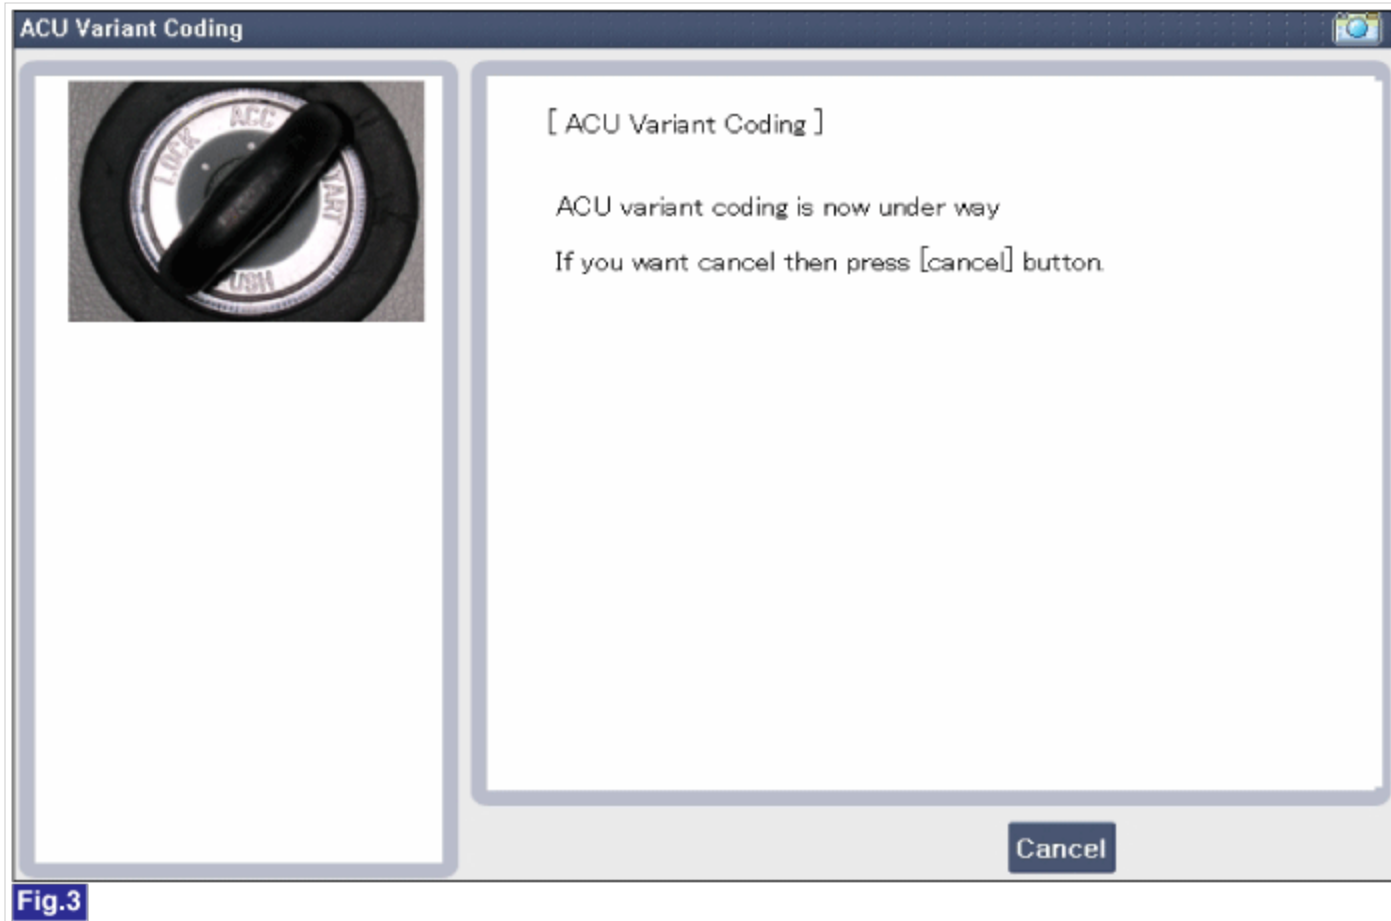 ACU Variant Coding
ACC
LOCK
[ ACU Variant Coding ]
ACU variant coding is now under way
If you want cancel then press [cancel] button.
Cancel
Fig.3